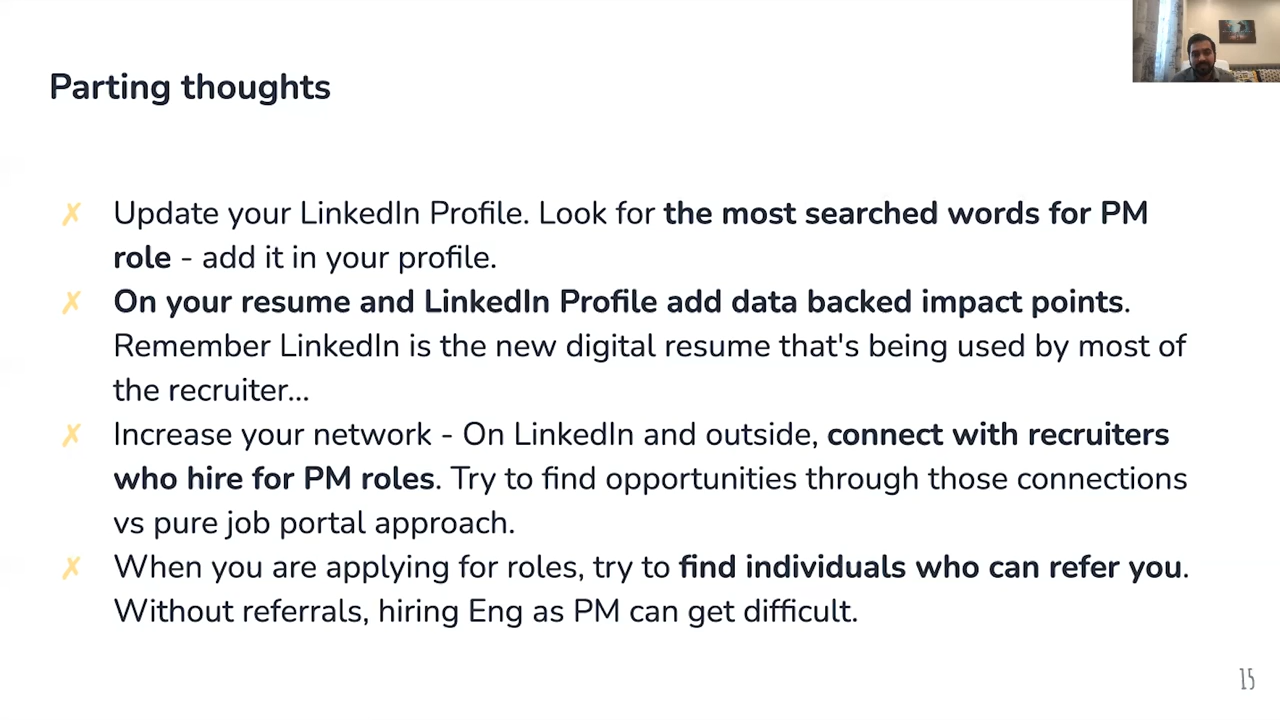 Parting thoughts
✗ Update your LinkedIn Profile. Look for the most searched words for PM
role - add it in your profile.
✗ On your resume and LinkedIn Profile add data backed impact points.
Remember LinkedIn is the new digital resume that's being used by most of
the recruiter...
✗ Increase your network - On LinkedIn and outside, connect with recruiters
who hire for PM roles. Try to find opportunities through those connections
vs pure job portal approach.
✗ When you are applying for roles, try to find individuals who can refer you.
Without referrals, hiring Eng as PM can get difficult.
15